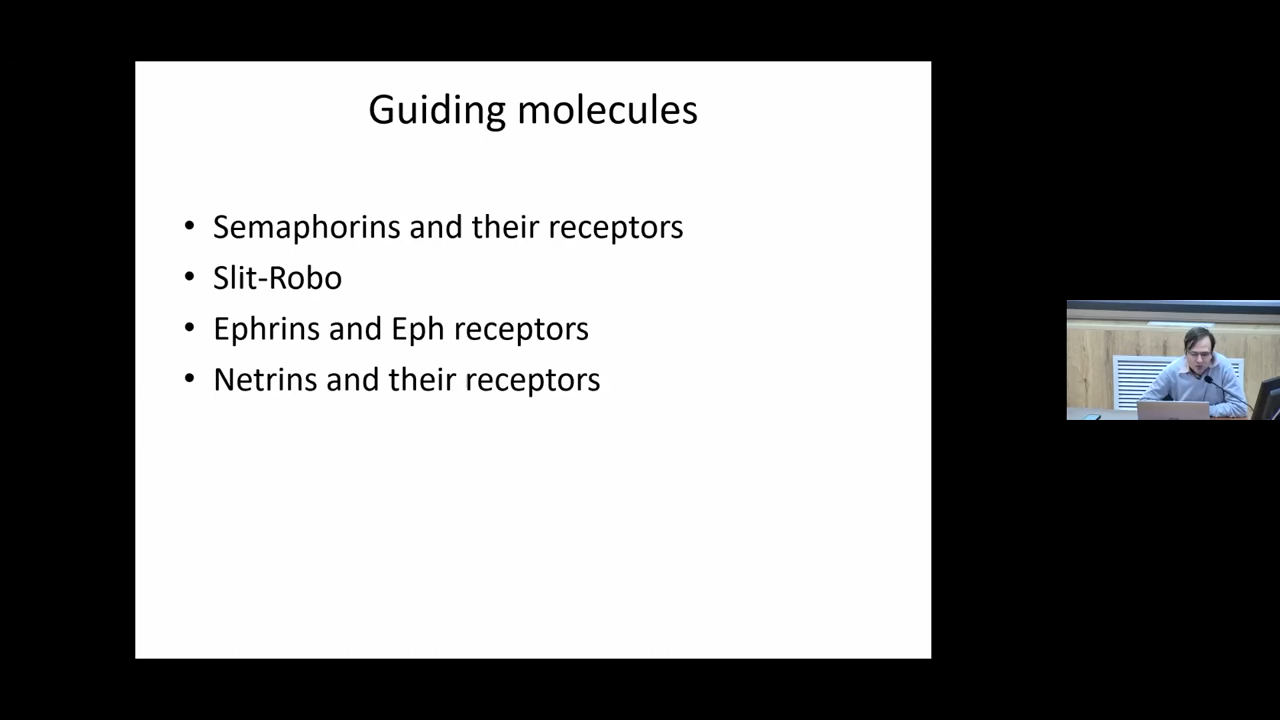 Guiding molecules
• Semaphorins and their receptors
• Slit-Robo
• Ephrins and Eph receptors
• Netrins and their receptors